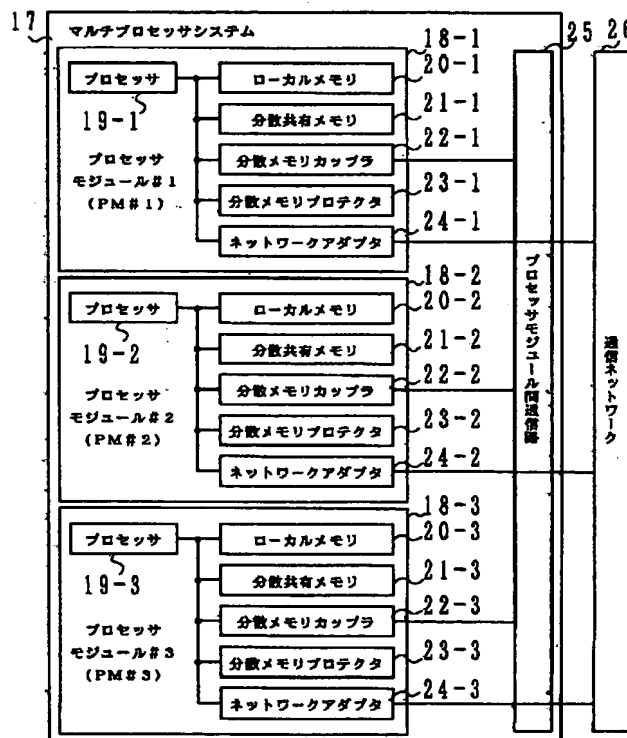 17
マルチプロセッサシステム
25
26
18-1
プロセッサ
ローカルメモリ
20-1
19-1
分散共有メモリ
21-1
プロセッサ
モジュール#1
(PM#1)
分散メモリカップラ
22-1
分散メモリプロテクタ
23-1
ネットワークアダプタ
24-1
18-2
プロセッサ
ローカルメモリ
20-2
19-2
分散共有メモリ
21-2
プロセッサ
モジュール#2
(PM#2)
分散メモリカップラ
22-2
分散メモリプロテクタ
23-2
ネットワークアダプタ
24-2
18-3
プロセッサ
ローカルメモリ
20-3
19-3
分散共有メモリ
21-3
プロセッサ
モジュール#3
(PM#3)
分散メモリカップラ
22-3
分散メモリプロテクタ
23-3
ネットワークアダプタ
24-3
プロセッサモジュール間通信路
通信ネットワーク